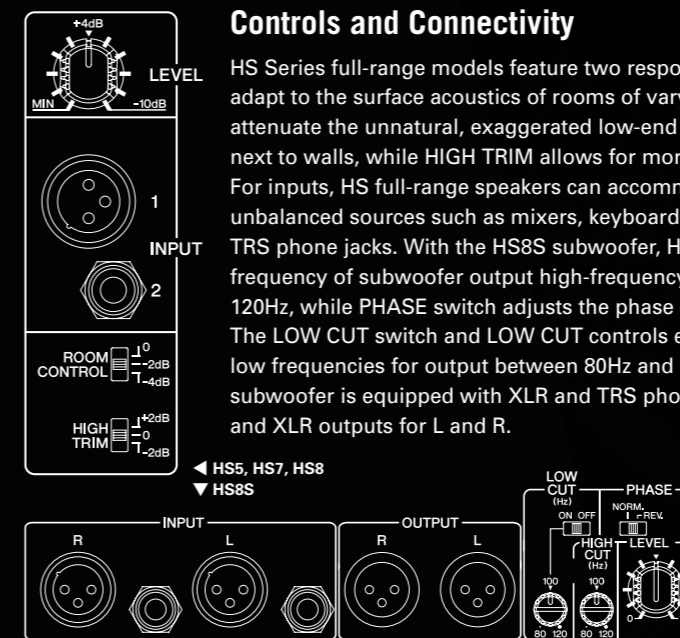 Controls and Connectivity
HS Series full-range models feature two respo
adapt to the surface acoustics of rooms of vary
attenuate the unnatural, exaggerated low-end
next to walls, while HIGH TRIM allows for mor
For inputs, HS full-range speakers can accomm
unbalanced sources such as mixers, keyboard
TRS phone jacks. With the HS8S subwoofer, H
frequency of subwoofer output high-frequency
120Hz, while PHASE switch adjusts the phase
The LOW CUT switch and LOW CUT controls e
low frequencies for output between 80Hz and
subwoofer is equipped with XLR and TRS pho
and XLR outputs for L and R.
+4dB
LEVEL
MIN -10dB
1
INPUT
2
ROOM CONTROL
0
-2dB
-4dB
HIGH TRIM
+2dB
0
-2dB
◀ HS5, HS7, HS8
▼ HS8S
INPUT
R L
OUTPUT
R L
LOW CUT
(Hz)
ON OFF
100
80 120
HIGH CUT
(Hz)
100
80 120
PHASE
NORM. REV.
LEVEL
0